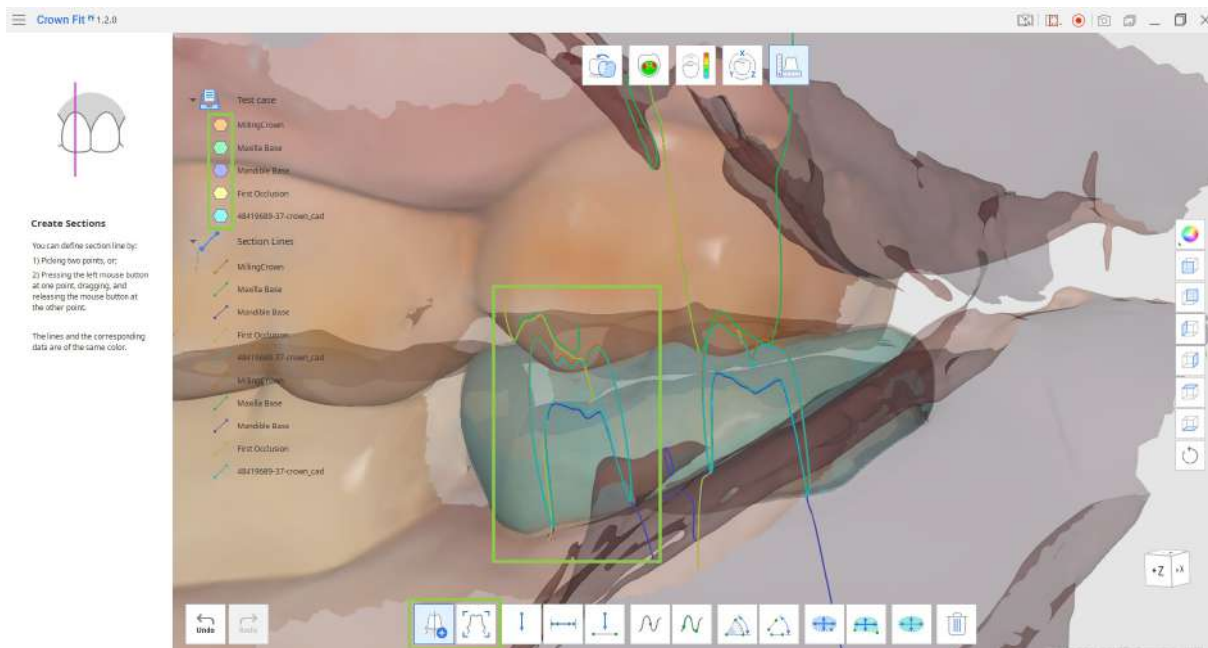 Crown Fit 1.2.0
Create Sections
You can define section line by:
1) Picking two points, or;
2) Pressing the left mouse button
at one point, dragging, and
releasing the mouse button at
the other point.
The lines and the corresponding
data are of the same color.
Test case
MillingCrown
Maxilla Base
Mandible Base
First Occlusion
48419689-37-crown_cad
Section Lines
MillingCrown
Maxilla Base
Mandible Base
First Occlusion
48419689-37-crown_cad
MillingCrown
Maxilla Base
Mandible Base
First Occlusion
48419689-37-crown_cad
X
Y
Z
+Z
+X
Undo
Redo